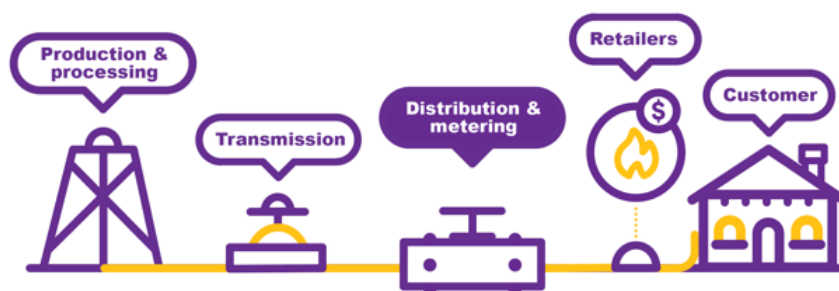 Production &
processing
Transmission
Distribution &
metering
Retailers
$
Customer